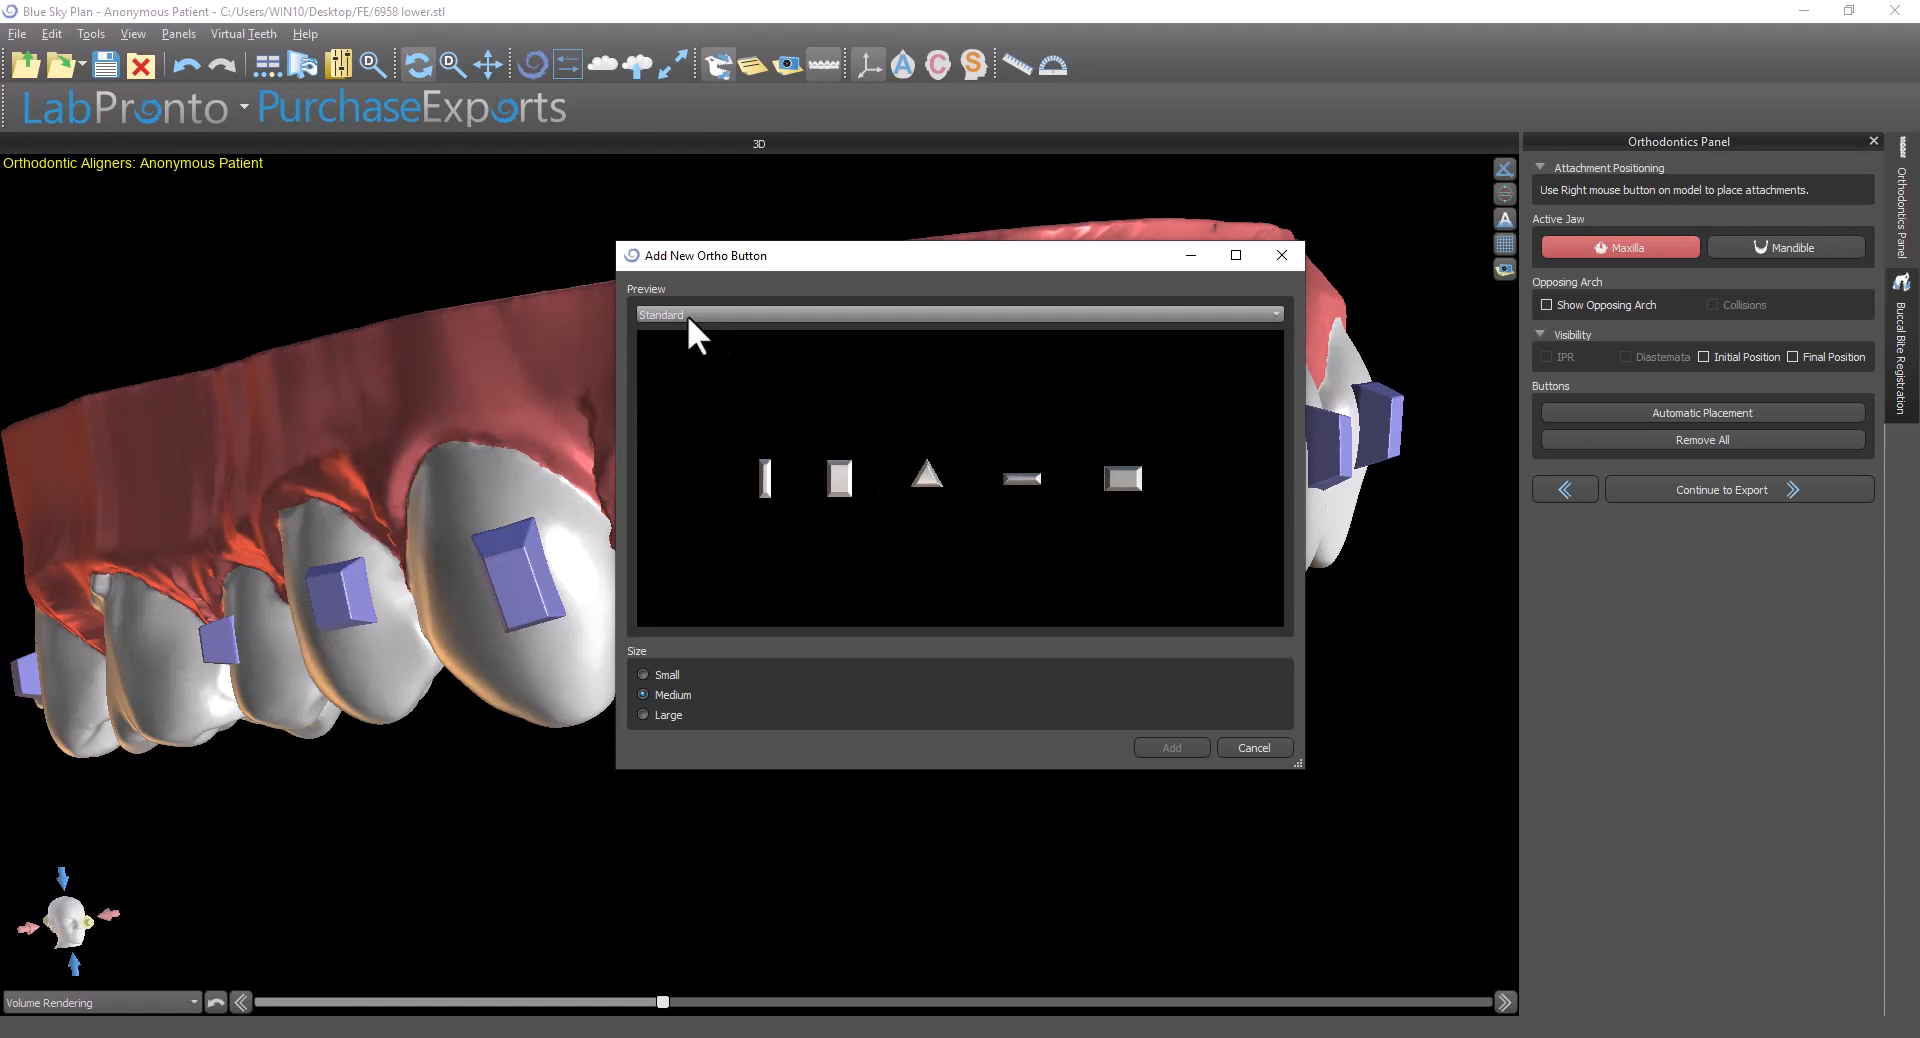 Blue Sky Plan - Anonymous Patient - C:/Users/WIN10/Desktop/FE/6958 lower.stl
File Edit Tools View Panels Virtual Teeth Help
LabPronto PurchaseExports
3D
Orthodontic Aligners: Anonymous Patient
Add New Ortho Button
Preview
Standard
Size
Small
Medium
Large
Add Cancel
Orthodontics Panel
Attachment Positioning
Use Right mouse button on model to place attachments.
Active Jaw
Maxilla Mandible
Opposing Arch
Show Opposing Arch Collisions
Visibility
IPR Diastemata Initial Position Final Position
Buttons
Automatic Placement
Remove All
Continue to Export
Orthodontics Panel
Buccal Bite Registration
Volume Rendering